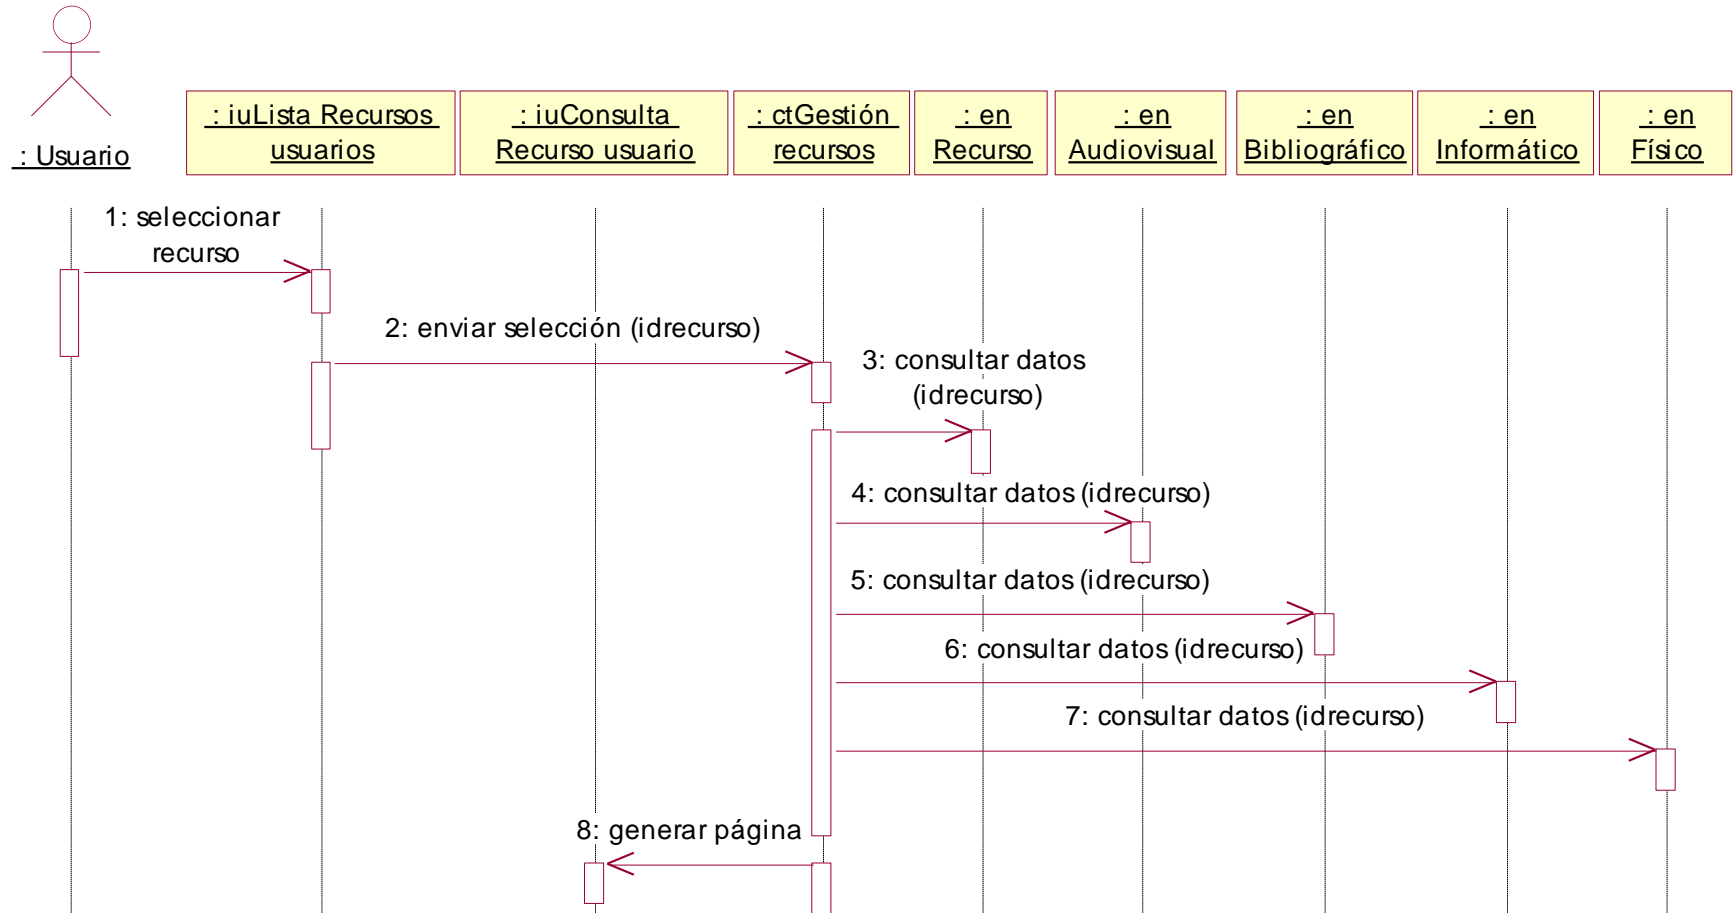 : Usuario
: iuLista Recursos
usuarios
: iuConsulta
Recurso usuario
: ctGestión
recursos
: en
Recurso
: en
Audiovisual
: en
Bibliográfico
: en
Informático
: en
Físico
1: seleccionar
recurso
2: enviar selección (idrecurso)
3: consultar datos
(idrecurso)
4: consultar datos (idrecurso)
5: consultar datos (idrecurso)
6: consultar datos (idrecurso)
7: consultar datos (idrecurso)
8: generar página